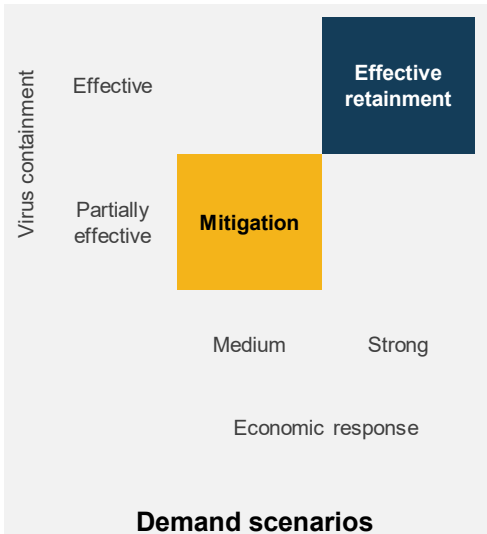 Virus containment
Effective
Effective
retainment
Partially
effective
Mitigation
Medium
Strong
Economic response
Demand scenarios